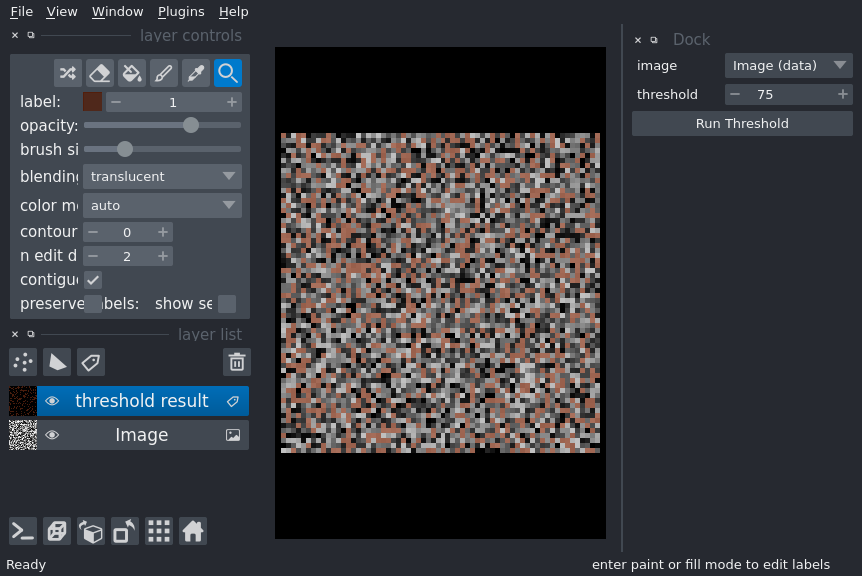 File View Window Plugins Help
layer controls
label: 1
opacity:
brush si
blending translucent
color m auto
contour 0
n edit d 2
contigu
preserve abels: show se
layer list
threshold result
Image
Dock
image Image (data)
threshold 75
Run Threshold
Ready
enter paint or fill mode to edit labels